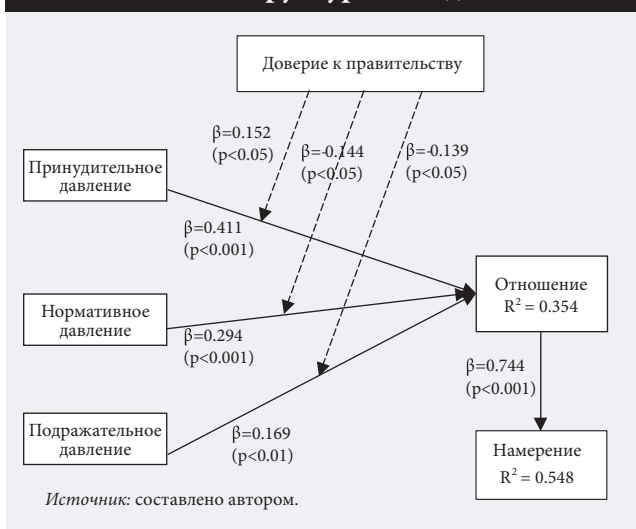 Доверие к правительству
β=0.152
(p<0.05)
β=-0.144
(p<0.05)
β=-0.139
(p<0.05)
Принудительное
давление
β=0.411
(p<0.001)
Отношение
R² = 0.354
Нормативное
давление
β=0.294
(p<0.001)
β=0.744
(p<0.001)
Подражательное
давление
β=0.169
(p<0.01)
Намерение
R² = 0.548
Источник: составлено автором.